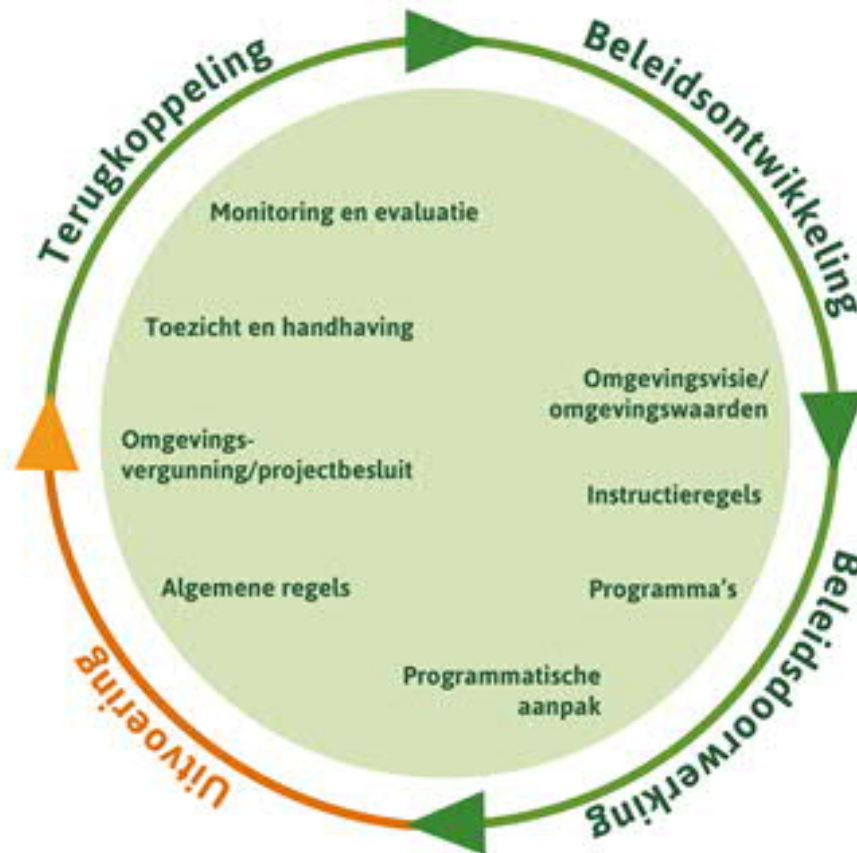 Terugkoppeling
Beleidsontwikkeling
Monitoring en evaluatie
Toezicht en handhaving
Omgevingsvisie/
omgevingswaarden
Omgevings-
vergunning/projectbesluit
Instructieregels
Algemene regels
Programma's
Programmatische
aanpak
Uitvoering
Beleidsdoorwerking